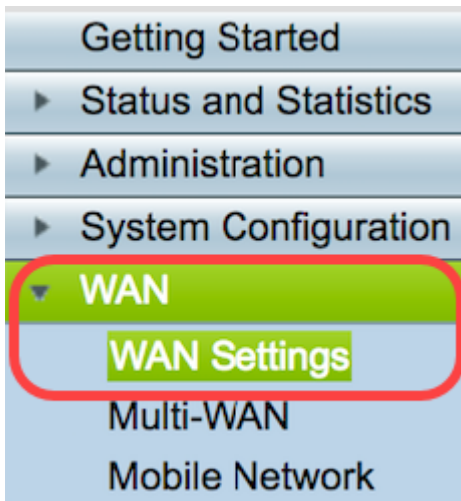 Getting Started
Status and Statistics
Administration
System Configuration
WAN
WAN Settings
Multi-WAN
Mobile Network